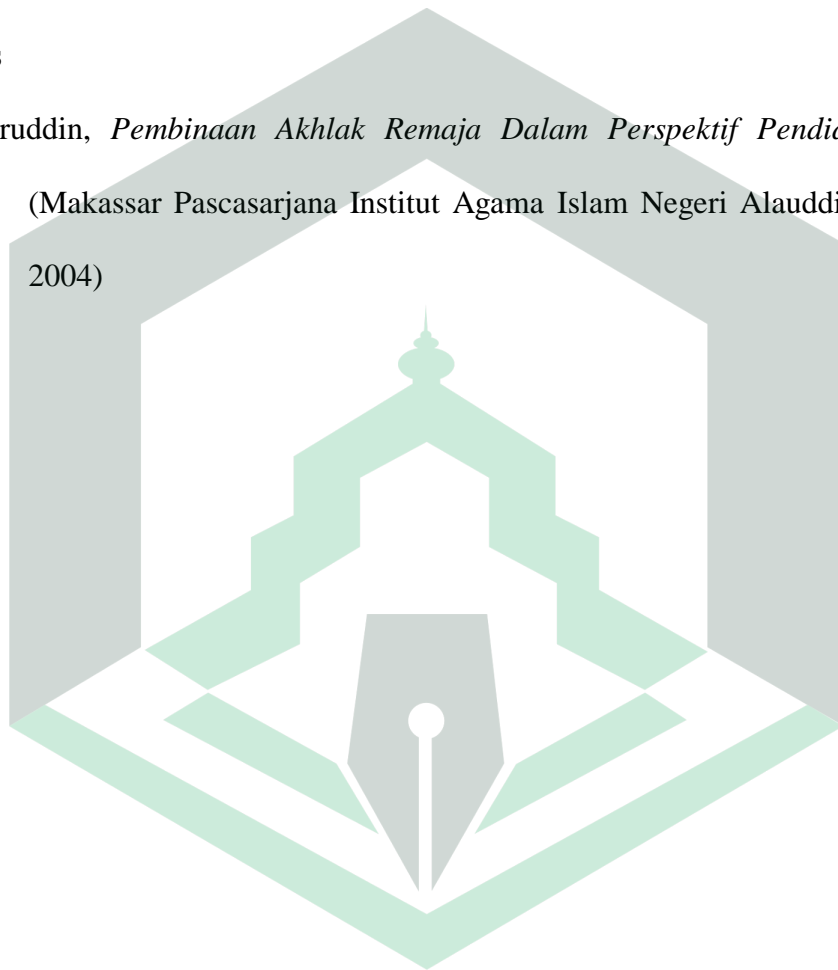 s
ruddin, Pembinaan Akhlak Remaja Dalam Perspektif Pendid
(Makassar Pascasarjana Institut Agama Islam Negeri Alauddi
2004)